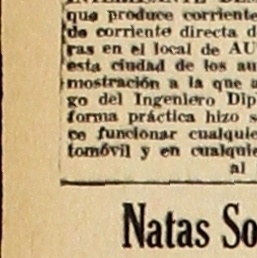 que produce corriente
de corriente directa d
ras en el local de AU
esta ciudad de los au
mostración a la que a
go del Ingeniero Dip
forma práctica hizo s
ce funcionar cualquie
tomóvil y en cualquie
al
Natas So